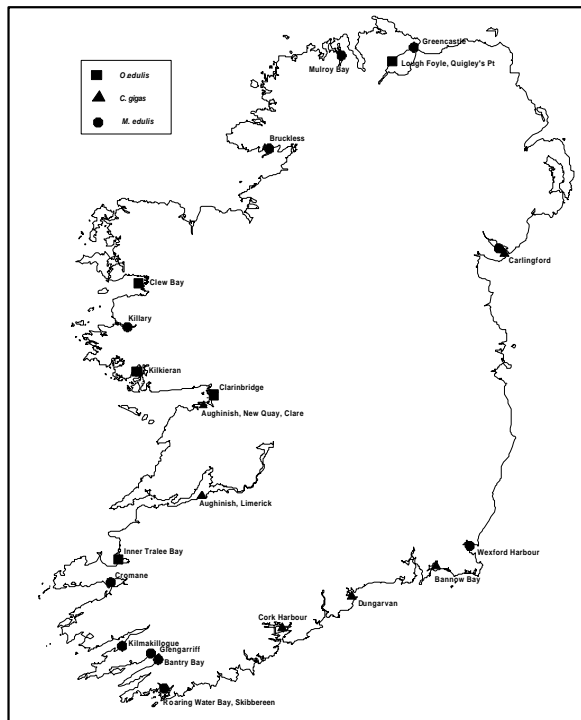 O.edulis
C. gigas
M. edulis
Greencastle
Mulroy Bay
Lough Foyle, Quigley's Pt
Bruckless
Carlingford
Clew Bay
Killary
Kilkieran
Clarinbridge
Aughinish, New Quay, Clare
Aughinish, Limerick
Inner Tralee Bay
Wexford Harbour
Cromane
Bannow Bay
Dungarvan
Cork Harbour
Kilmakillogue
Glengarriff
Bantry Bay
Roaring Water Bay, Skibbereen